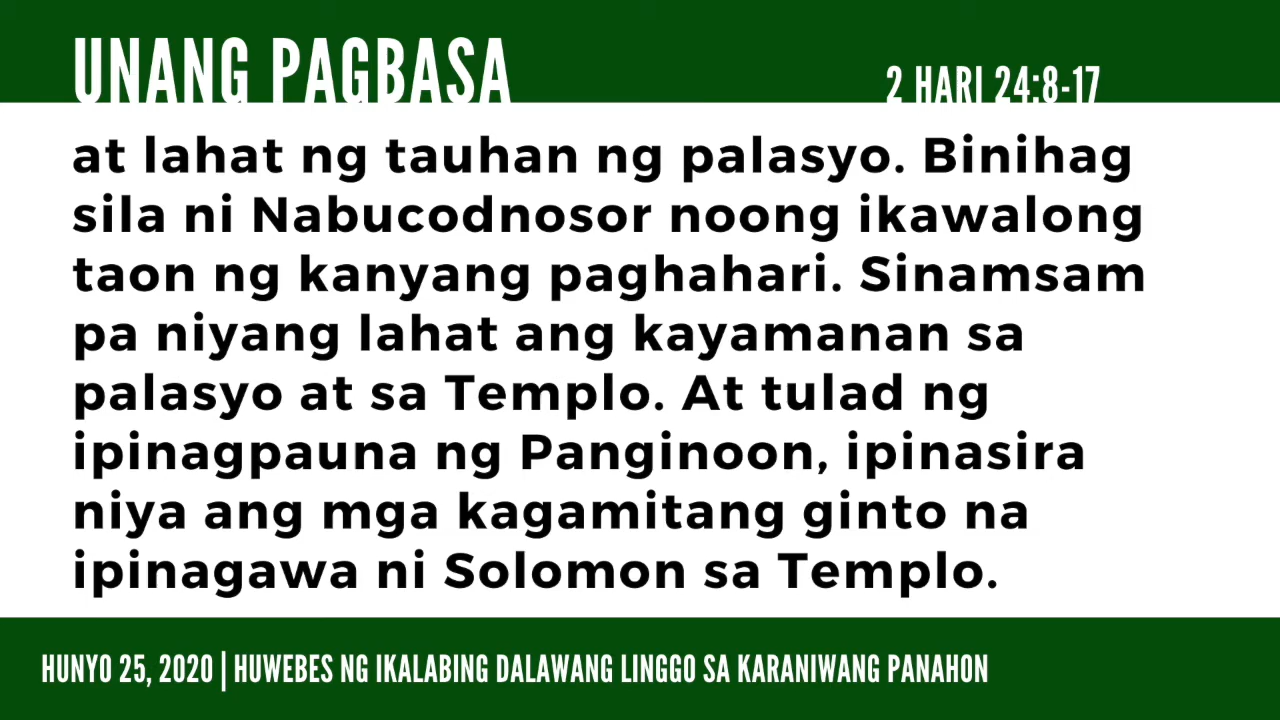 UNANG PAGBASA
2 HARI 24:8-17
at lahat ng tauhan ng palasyo. Binihag
sila ni Nabucodnosor noong ikawalong
taon ng kanyang paghahari. Sinamsam
pa niyang lahat ang kayamanan sa
palasyo at sa Templo. At tulad ng
ipinagpauna ng Panginoon, ipinasira
niya ang mga kagamitang ginto na
ipinagawa ni Solomon sa Templo.
HUNYO 25, 2020 | HUWEBES NG IKALABING DALAWANG LINGGO SA KARANIWANG PANAHON